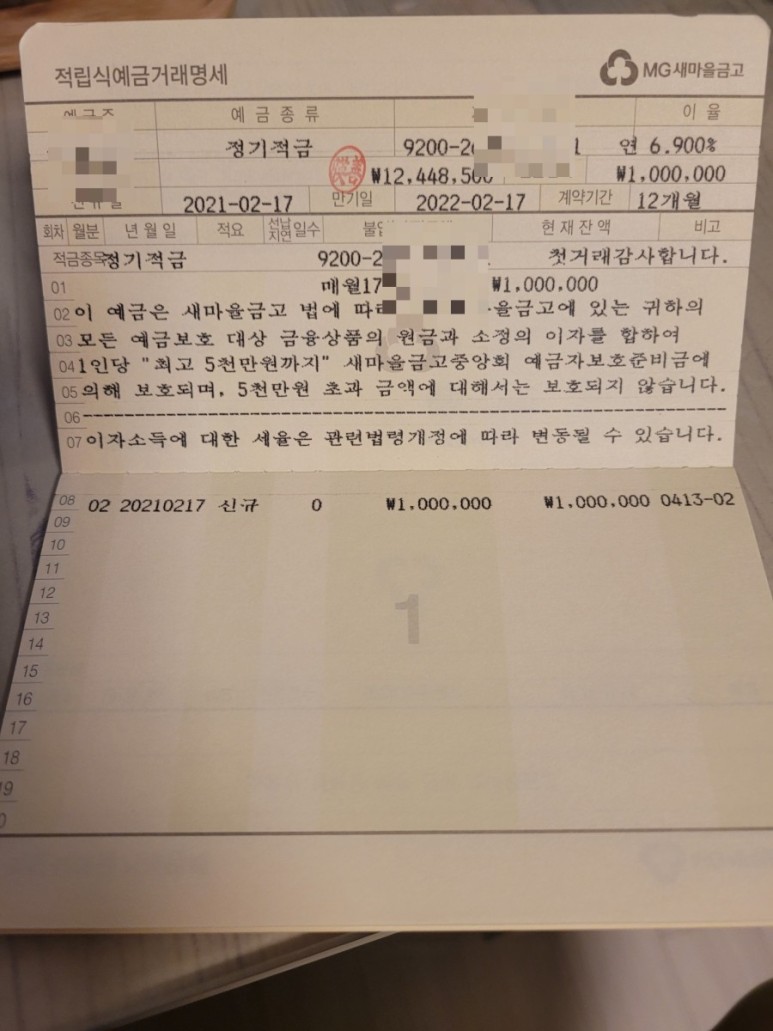 적립식예금거래명세
MG새마을금고
예 금 종 류
이 율
정기적금 9200-2 1 연 6.900%
₩12,448,500 ₩1,000,000
2021-02-17 만기일 2022-02-17 계약기간 12개월
회차 월분 년 월 일 적요 선납 지연 일수 현 재 잔 액 비고
적금종목 정기적금 9200-2 첫거래감사합니다.
01 매월17 ₩1,000,000
02 이 예금은 새마을금고 법에 따라 을금고에 있는 귀하의
03 모든 예금보호 대상 금융상품의 원금과 소정의 이자를 합하여
04 1인당 "최고 5천만원까지" 새마을금고중앙회 예금자보호준비금에
05 의해 보호되며, 5천만원 초과 금액에 대해서는 보호되지 않습니다.
06 --------------------------------
07 이자소득에 대한 세율은 관련법령개정에 따라 변동될 수 있습니다.
08 02 20210217 신규 0 ₩1,000,000 ₩1,000,000 0413-02
09
10
11
12
13
1
14
15
16
17
18
19